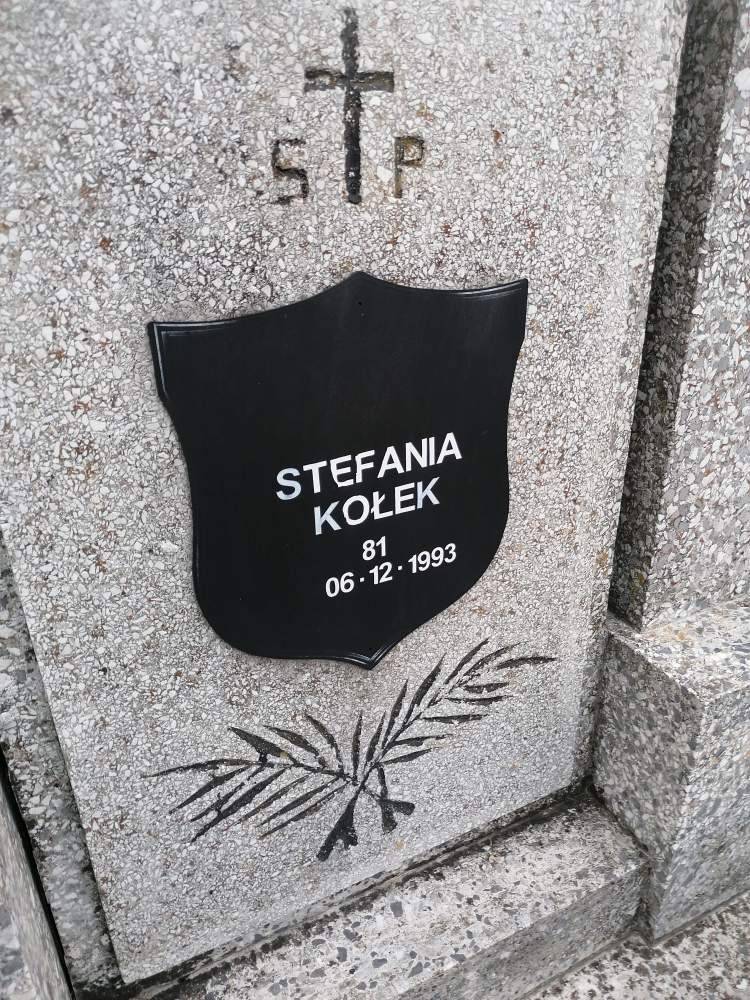 S P
STEFANIA
KOŁEK
81
06·12·1993